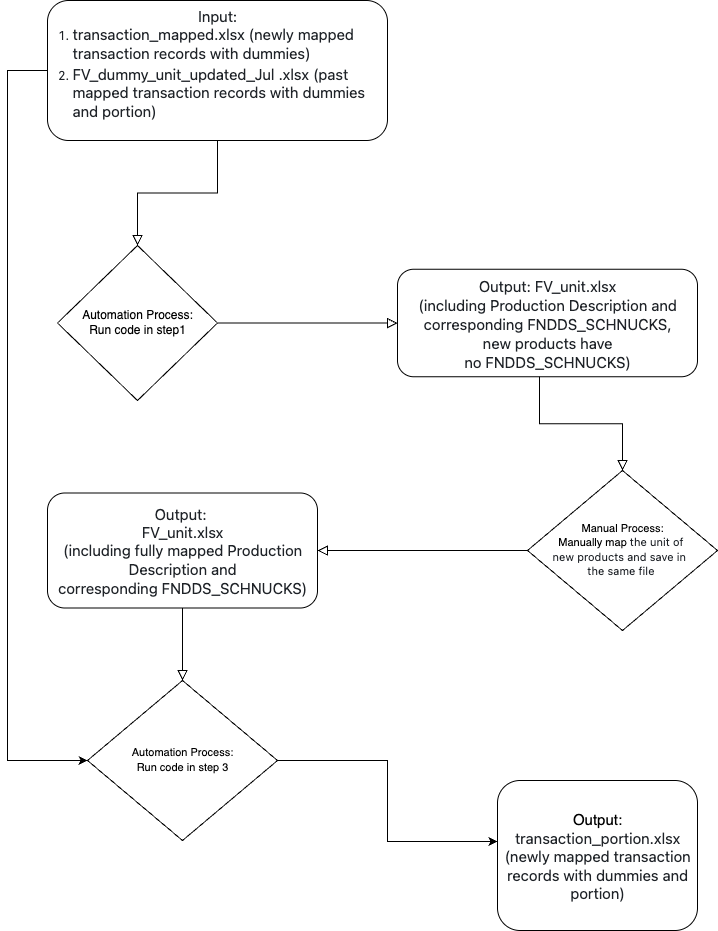 Input:
1. transaction_mapped.xlsx (newly mapped
transaction records with dummies)
2. FV_dummy_unit_updated_Jul .xlsx (past
mapped transaction records with dummies
and portion)
Automation Process:
Run code in step1
Output: FV_unit.xlsx
(including Production Description and
corresponding FNDDS_SCHNUCKS,
new products have
no FNDDS_SCHNUCKS)
Manual Process:
Manually map the unit of
new products and save in
the same file
Output:
FV_unit.xlsx
(including fully mapped Production
Description and
corresponding FNDDS_SCHNUCKS)
Automation Process:
Run code in step 3
Output:
transaction_portion.xlsx
(newly mapped transaction
records with dummies and
portion)